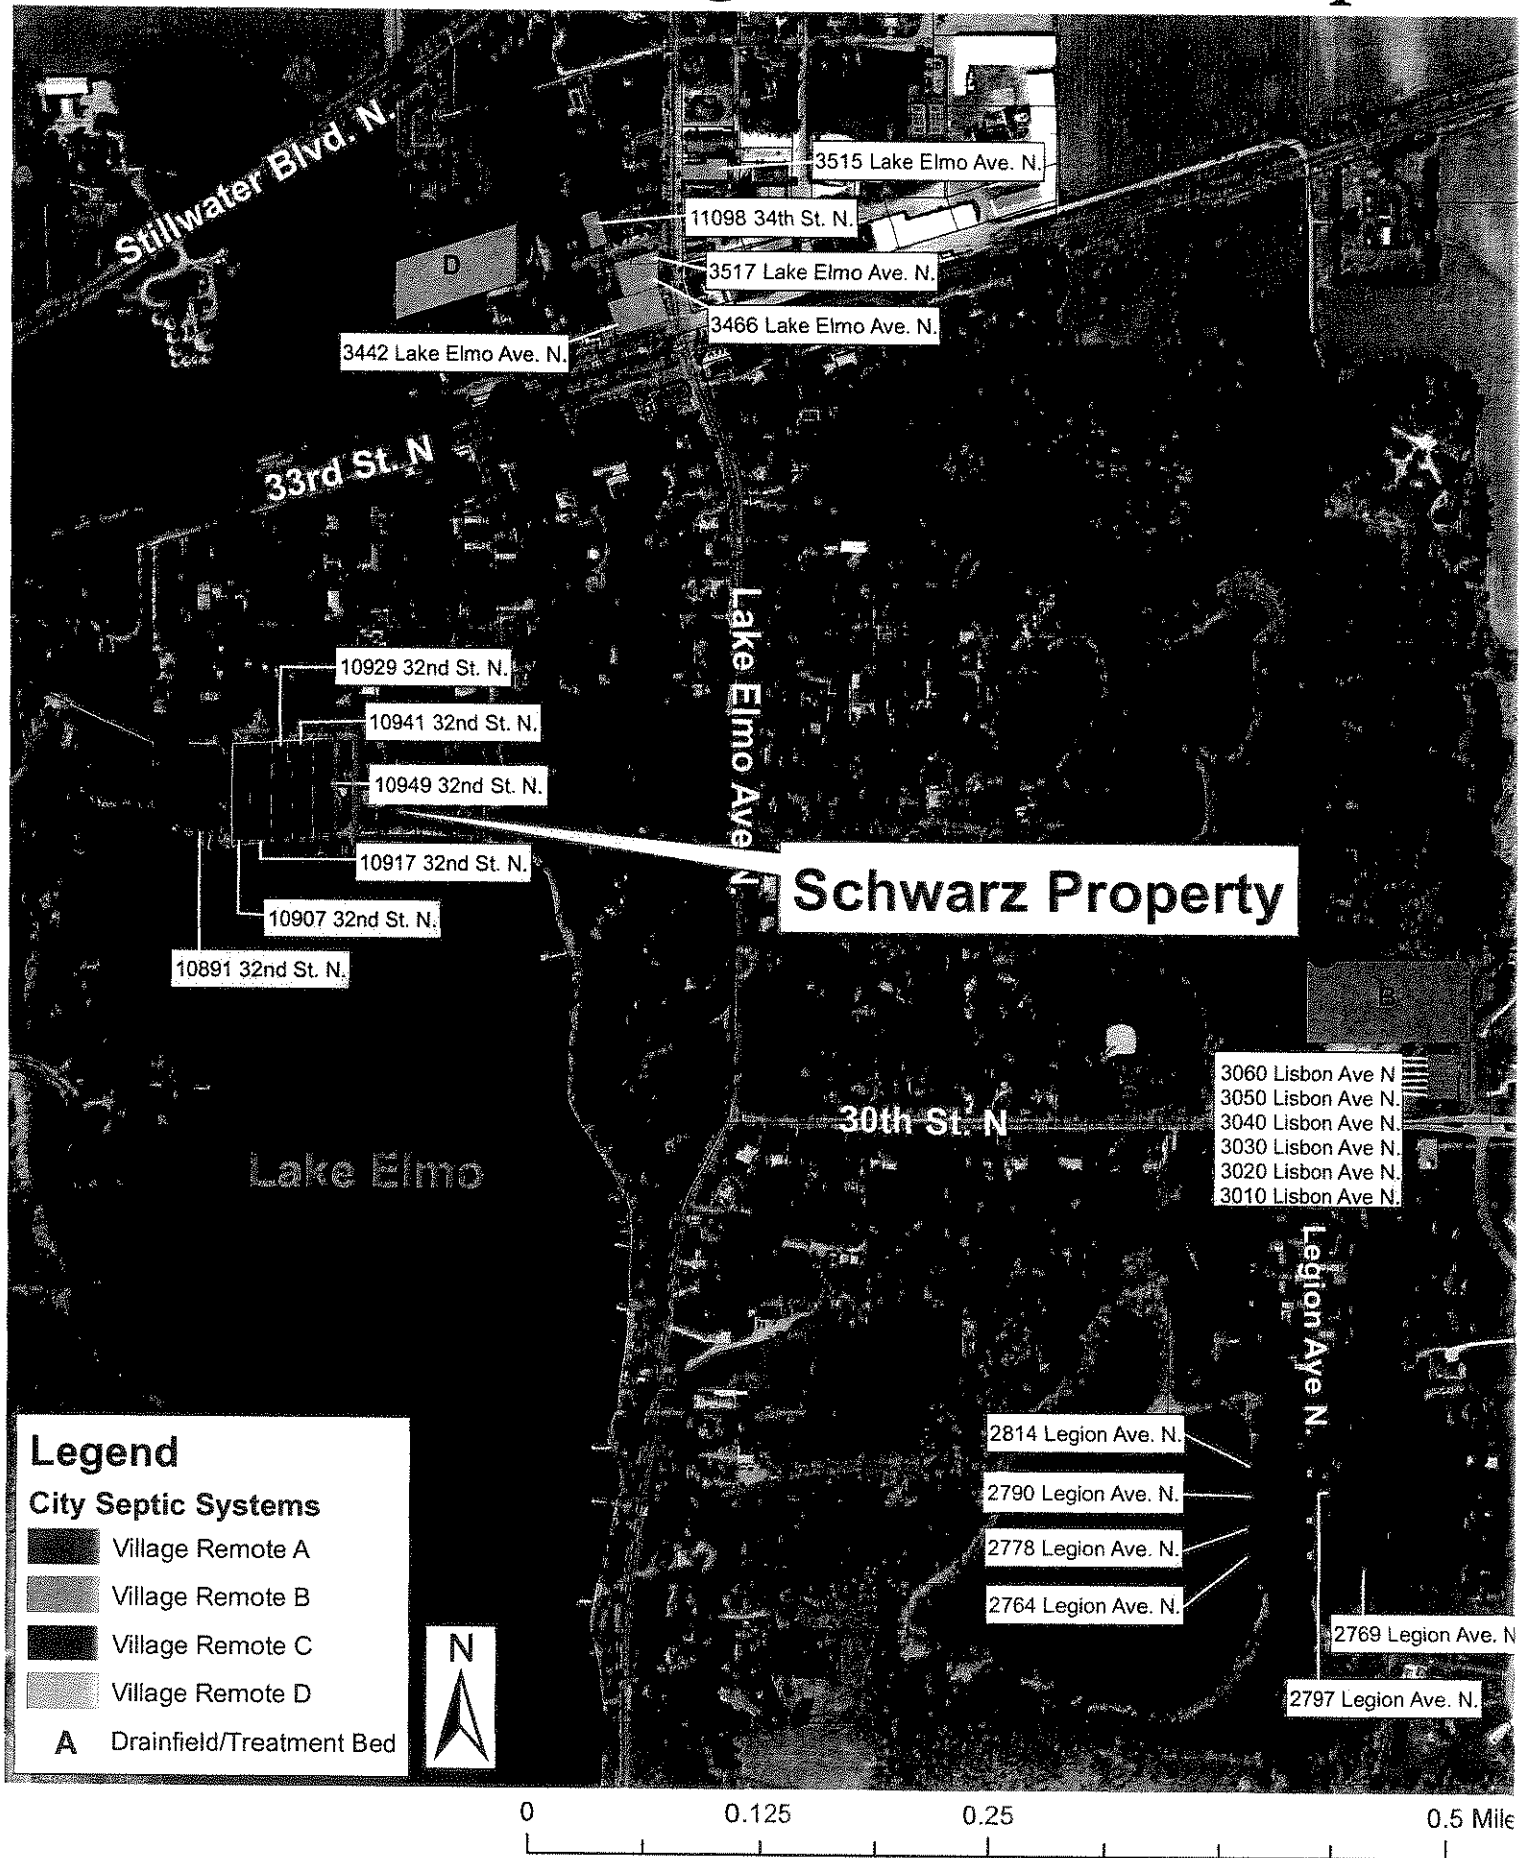 Stillwater Blvd. N.
3515 Lake Elmo Ave. N.
11098 34th St. N.
D
3517 Lake Elmo Ave. N.
3466 Lake Elmo Ave. N.
3442 Lake Elmo Ave. N.
33rd St. N
Lake Elmo Ave N
10929 32nd St. N.
10941 32nd St. N.
10949 32nd St. N.
10917 32nd St. N.
Schwarz Property
10907 32nd St. N.
10891 32nd St. N.
B
3060 Lisbon Ave N
3050 Lisbon Ave N.
3040 Lisbon Ave N.
3030 Lisbon Ave N.
3020 Lisbon Ave N.
3010 Lisbon Ave N.
30th St. N
Lake Elmo
Legion Ave N.
2814 Legion Ave. N.
2790 Legion Ave. N.
2778 Legion Ave. N.
2764 Legion Ave. N.
2769 Legion Ave. N
2797 Legion Ave. N.
Legend
City Septic Systems
Village Remote A
Village Remote B
Village Remote C
Village Remote D
A Drainfield/Treatment Bed
N
0 0.125 0.25 0.5 Mile